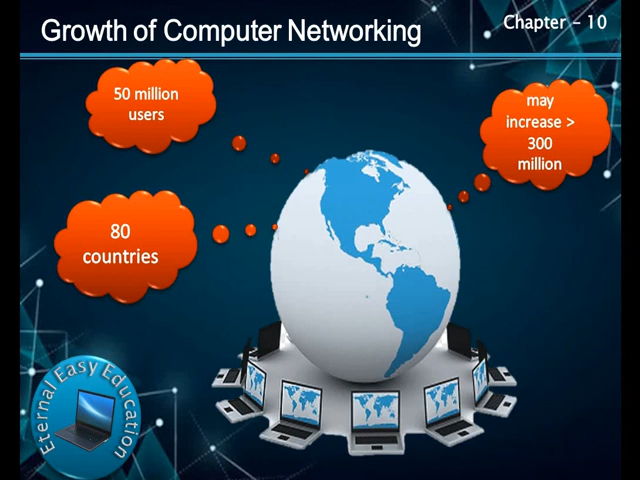 Growth of Computer Networking
Chapter - 10
50 million
users
may
increase >
300
million
80
countries
Eternal Easy Education